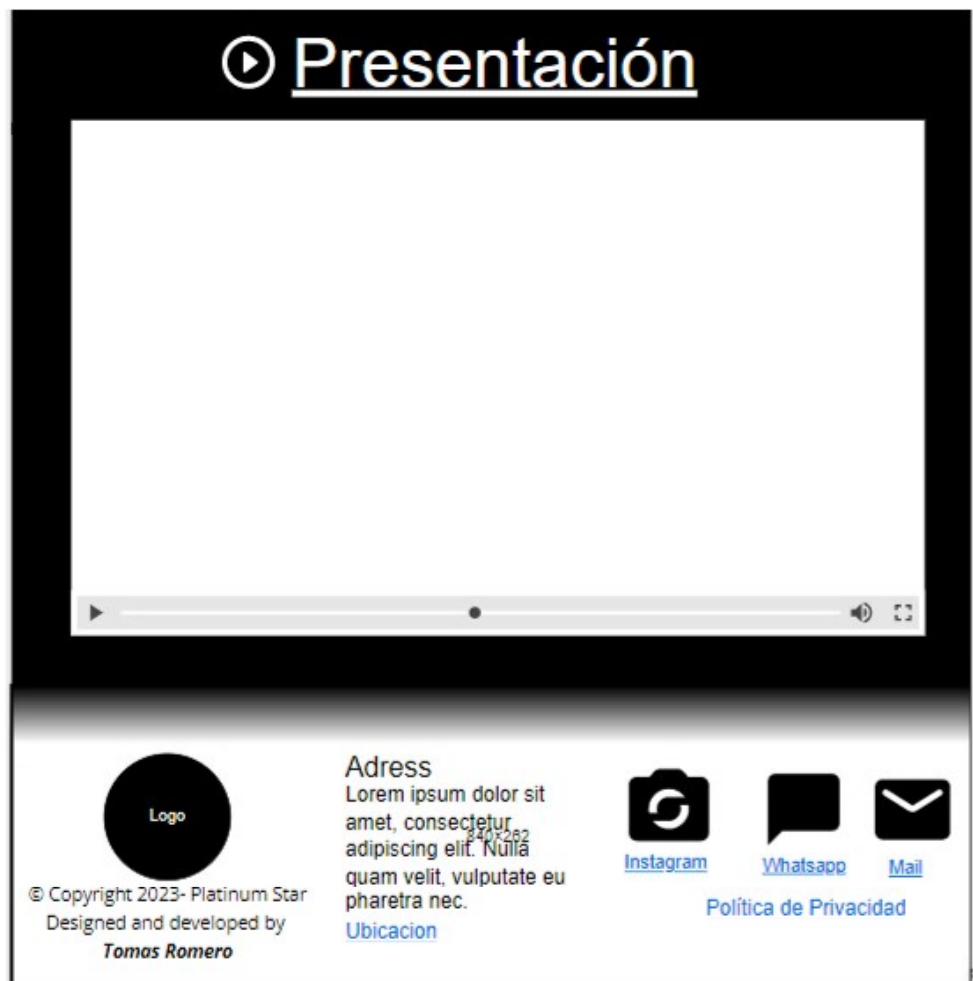 Presentación
Logo
© Copyright 2023- Platinum Star
Designed and developed by
Tomas Romero
Adress
Lorem ipsum dolor sit
amet, consectetur
840x262
adipiscing elit. Nulla
quam velit, vulputate eu
pharetra nec.
Ubicacion
Instagram
Whatsapp
Mail
Política de Privacidad